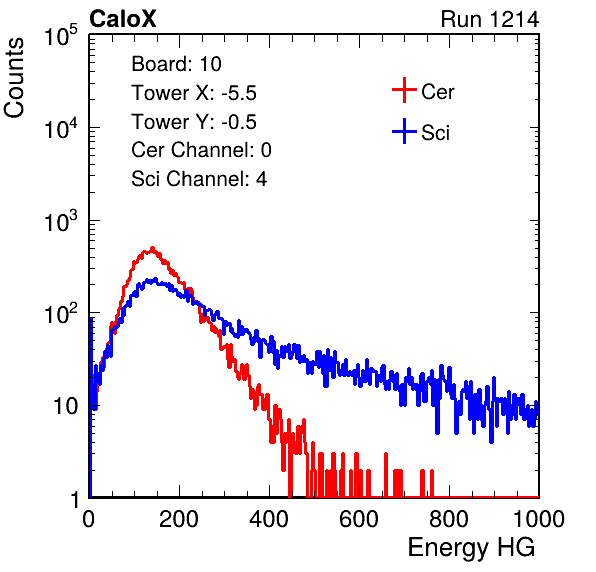 CaloX Run 1214
Counts
Board: 10
Tower X: -5.5
Tower Y: -0.5
Cer Channel: 0
Sci Channel: 4
Cer
Sci
10^5
10^4
10^3
10^2
10
1
0 200 400 600 800 1000
Energy HG